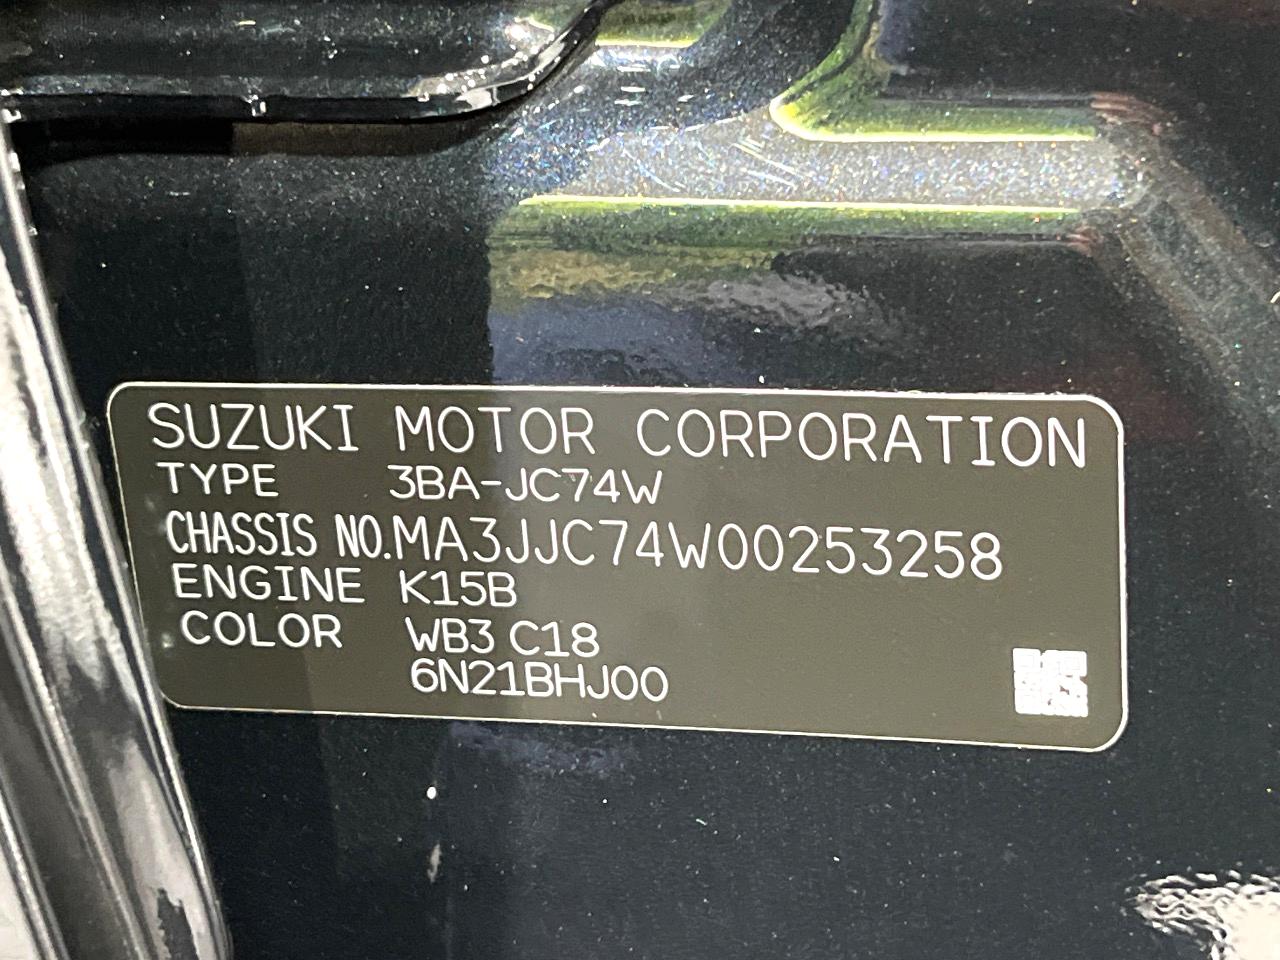 SUZUKI MOTOR CORPORATION
TYPE 3BA-JC74W
CHASSIS NO.MA3JJC74W00253258
ENGINE K15B
COLOR WB3 C18
6N21BHJ00